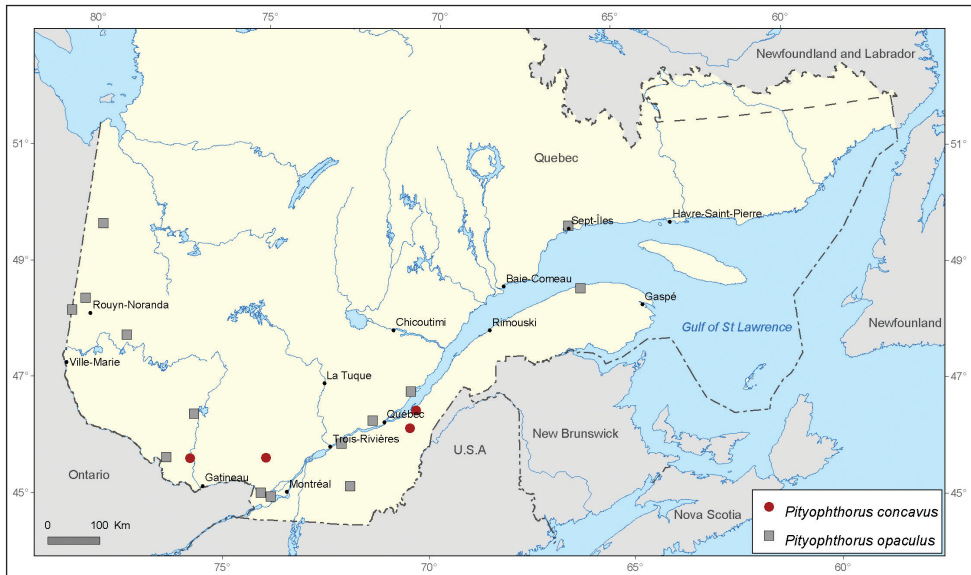 80° 75° 70° 65° 60°
Newfoundland and Labrador
51° 51°
Quebec
Sept-Îles
Havre-Saint-Pierre
49° 49°
Baie-Comeau
Rouyn-Noranda
Gaspé
Chicoutimi
Rimouski
Gulf of St Lawrence
Newfounland
Ville-Marie
47° 47°
La Tuque
Québec
Trois-Rivières
New Brunswick
U.S.A
Ontario
Gatineau
Montréal
45° 45°
Nova Scotia
Pityophthorus concavus
Pityophthorus opaculus
0 100 Km
75° 70° 65° 60°